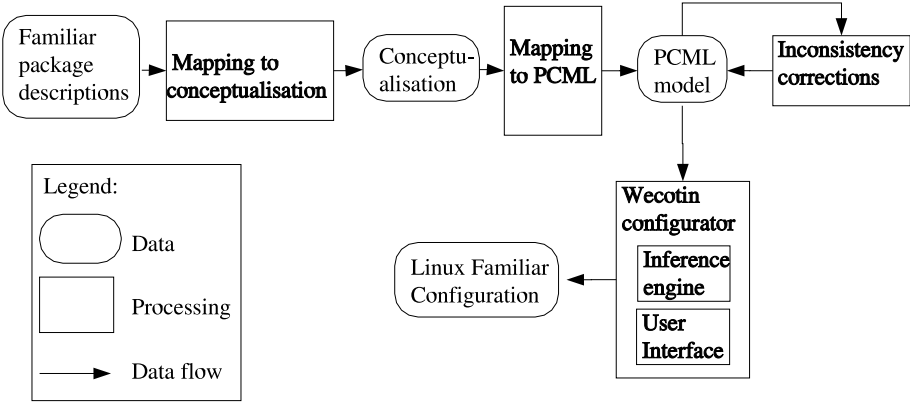 Familiar
package
descriptions
Mapping to
conceptualisation
Conceptu-
alisation
Mapping
to PCML
PCML
model
Inconsistency
corrections
Wecotin
configurator
Inference
engine
User
Interface
Linux Familiar
Configuration
Legend:
Data
Processing
Data flow